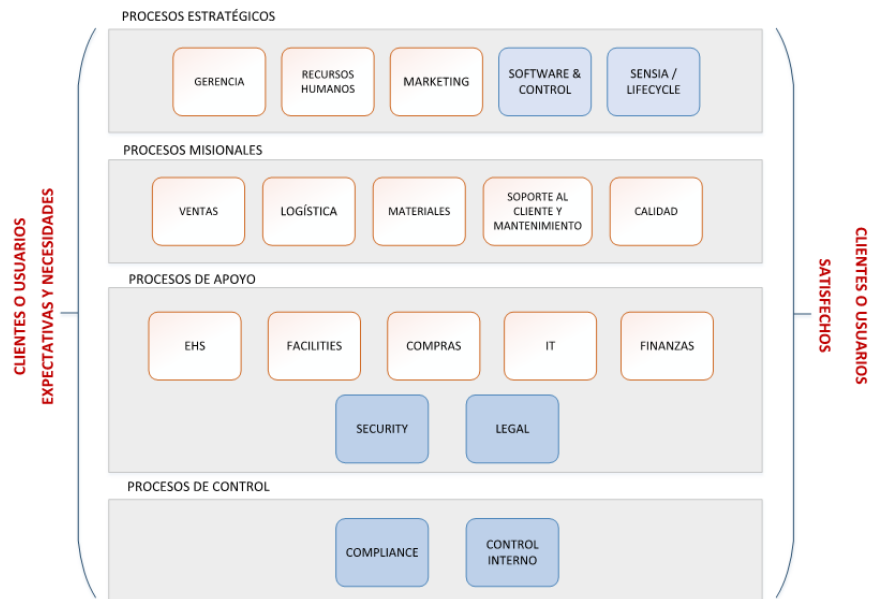 PROCESOS ESTRATÉGICOS
GERENCIA
RECURSOS
HUMANOS
MARKETING
SOFTWARE &
CONTROL
SENSIA /
LIFECYCLE
PROCESOS MISIONALES
VENTAS
LOGÍSTICA
MATERIALES
SOPORTE AL
CLIENTE Y
MANTENIMIENTO
CALIDAD
PROCESOS DE APOYO
EHS
FACILITIES
COMPRAS
IT
FINANZAS
SECURITY
LEGAL
PROCESOS DE CONTROL
COMPLIANCE
CONTROL
INTERNO
CLIENTES O USUARIOS
EXPECTATIVAS Y NECESIDADES
CLIENTES O USUARIOS
SATISFECHOS